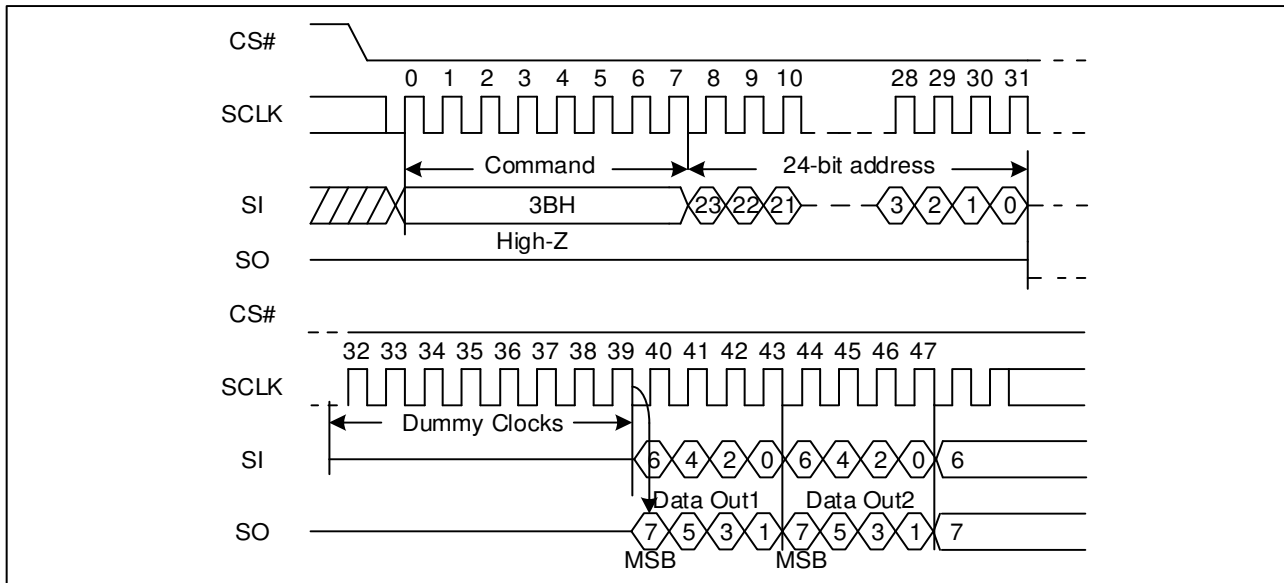 CS#
0 1 2 3 4 5 6 7 8 9 10 28 29 30 31
SCLK
Command 24-bit address
SI 3BH 23 22 21 3 2 1 0
High-Z
SO
CS#
32 33 34 35 36 37 38 39 40 41 42 43 44 45 46 47
SCLK
Dummy Clocks
SI 6 4 2 0 6 4 2 0 6
Data Out1 Data Out2
SO 7 5 3 1 7 5 3 1 7
MSB MSB